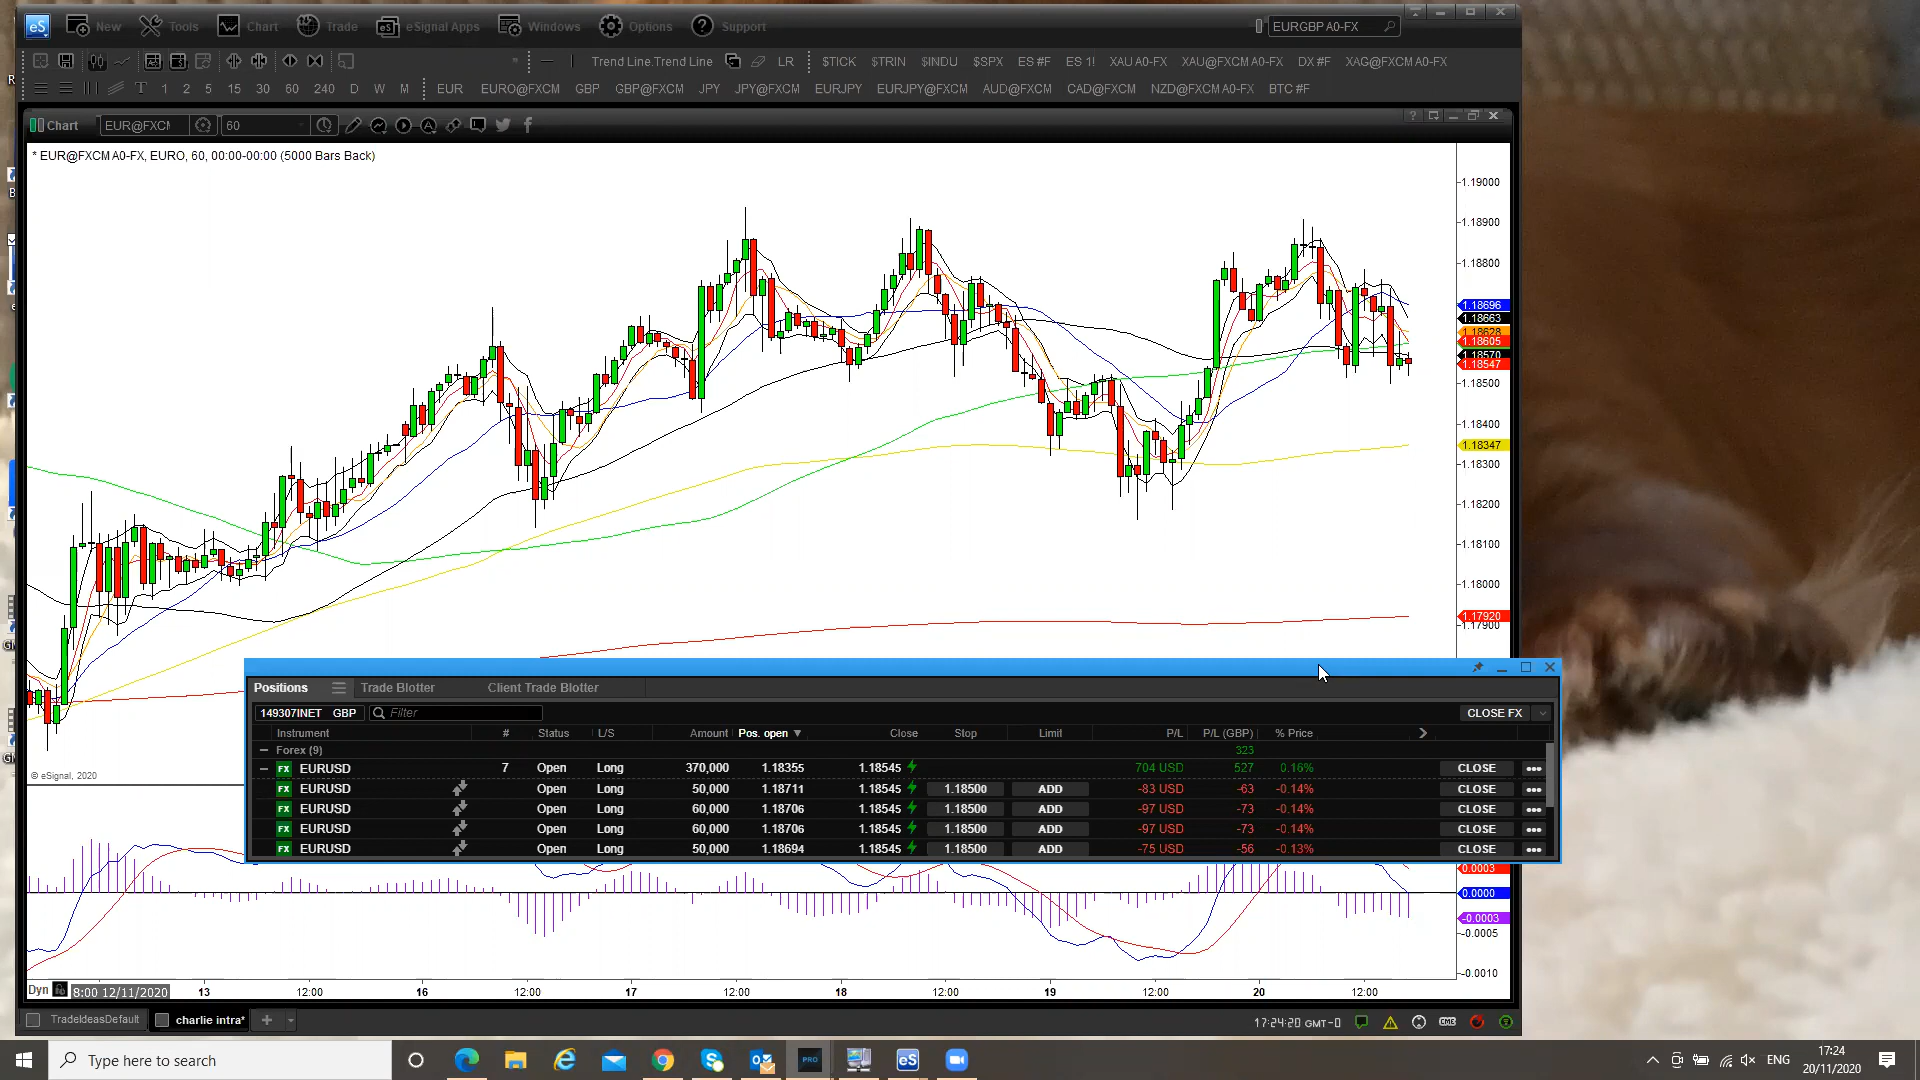 eS New Tools Chart Trade eSignal Apps Windows Options Support EURGBP A0-FX
Trend Line.Trend Line LR $TICK $TRIN $INDU $SPX ES #F ES 1! XAU A0-FX XAU@FXCM A0-FX DX #F XAG@FXCM A0-FX
T 1 2 5 15 30 60 240 D W M EUR EURO@FXCM GBP GBP@FXCM JPY JPY@FXCM EURJPY EURJPY@FXCM AUD@FXCM CAD@FXCM NZD@FXCM A0-FX BTC #F
Chart EUR@FXCM 60
* EUR@FXCM A0-FX, EURO, 60, 00:00-00:00 (5000 Bars Back)
1.19000
1.18900
1.18800
1.18696
1.18663
1.18628
1.18605
1.18570
1.18547
1.18500
1.18400
1.18347
1.18300
1.18200
1.18100
1.18000
1.17920
1.17900
Positions Trade Blotter Client Trade Blotter
149307INET GBP Filter CLOSE FX
Instrument # Status L/S Amount Pos. open ▼ Close Stop Limit P/L P/L (GBP) % Price
Forex (9) 323
FX EURUSD 7 Open Long 370,000 1.18355 1.18545 704 USD 527 0.16% CLOSE •••
FX EURUSD Open Long 50,000 1.18711 1.18545 1.18500 ADD -83 USD -63 -0.14% CLOSE •••
FX EURUSD Open Long 60,000 1.18706 1.18545 1.18500 ADD -97 USD -73 -0.14% CLOSE •••
FX EURUSD Open Long 60,000 1.18706 1.18545 1.18500 ADD -97 USD -73 -0.14% CLOSE •••
FX EURUSD Open Long 50,000 1.18694 1.18545 1.18500 ADD -75 USD -56 -0.13% CLOSE •••
© eSignal, 2020
0.0003
0.0000
-0.0003
-0.0005
-0.0010
Dyn 8:00 12/11/2020 13 12:00 16 12:00 17 12:00 18 12:00 19 12:00 20 12:00
TradeIdeasDefault charlie intra* + 17:24:20 GMT-0 CME
Type here to search PRO eS ENG 17:24
20/11/2020